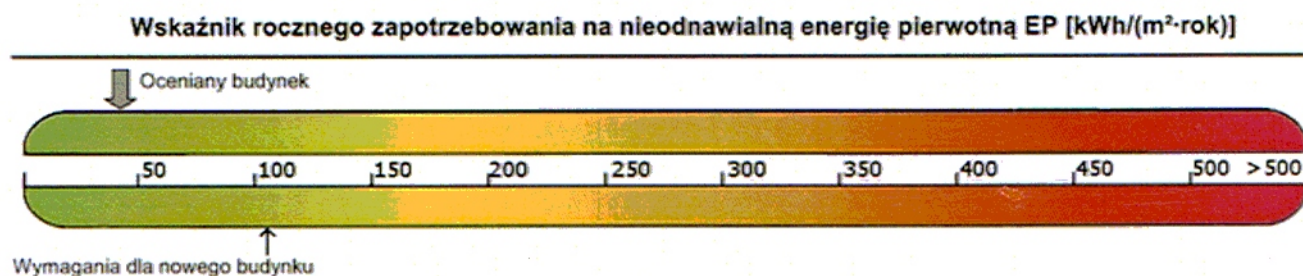 Wskaźnik rocznego zapotrzebowania na nieodnawialną energię pierwotną EP [kWh/(m²·rok)]
Oceniany budynek
50 100 150 200 250 300 350 400 450 500 >500
Wymagania dla nowego budynku